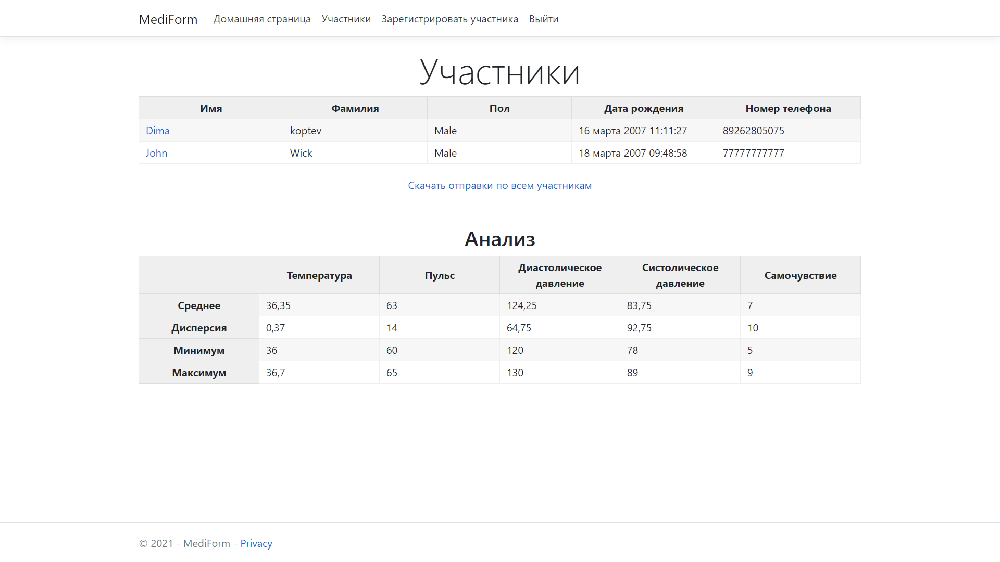 MediForm Домашняя страница Участники Зарегистрировать участника Выйти
Участники
Имя Фамилия Пол Дата рождения Номер телефона
Dima koptev Male 16 марта 2007 11:11:27 89262805075
John Wick Male 18 марта 2007 09:48:58 77777777777
Скачать отправки по всем участникам
Анализ
Температура Пульс Диастолическое давление Систолическое давление Самочувствие
Среднее 36,35 63 124,25 83,75 7
Дисперсия 0,37 14 64,75 92,75 10
Минимум 36 60 120 78 5
Максимум 36,7 65 130 89 9
© 2021 - MediForm - Privacy